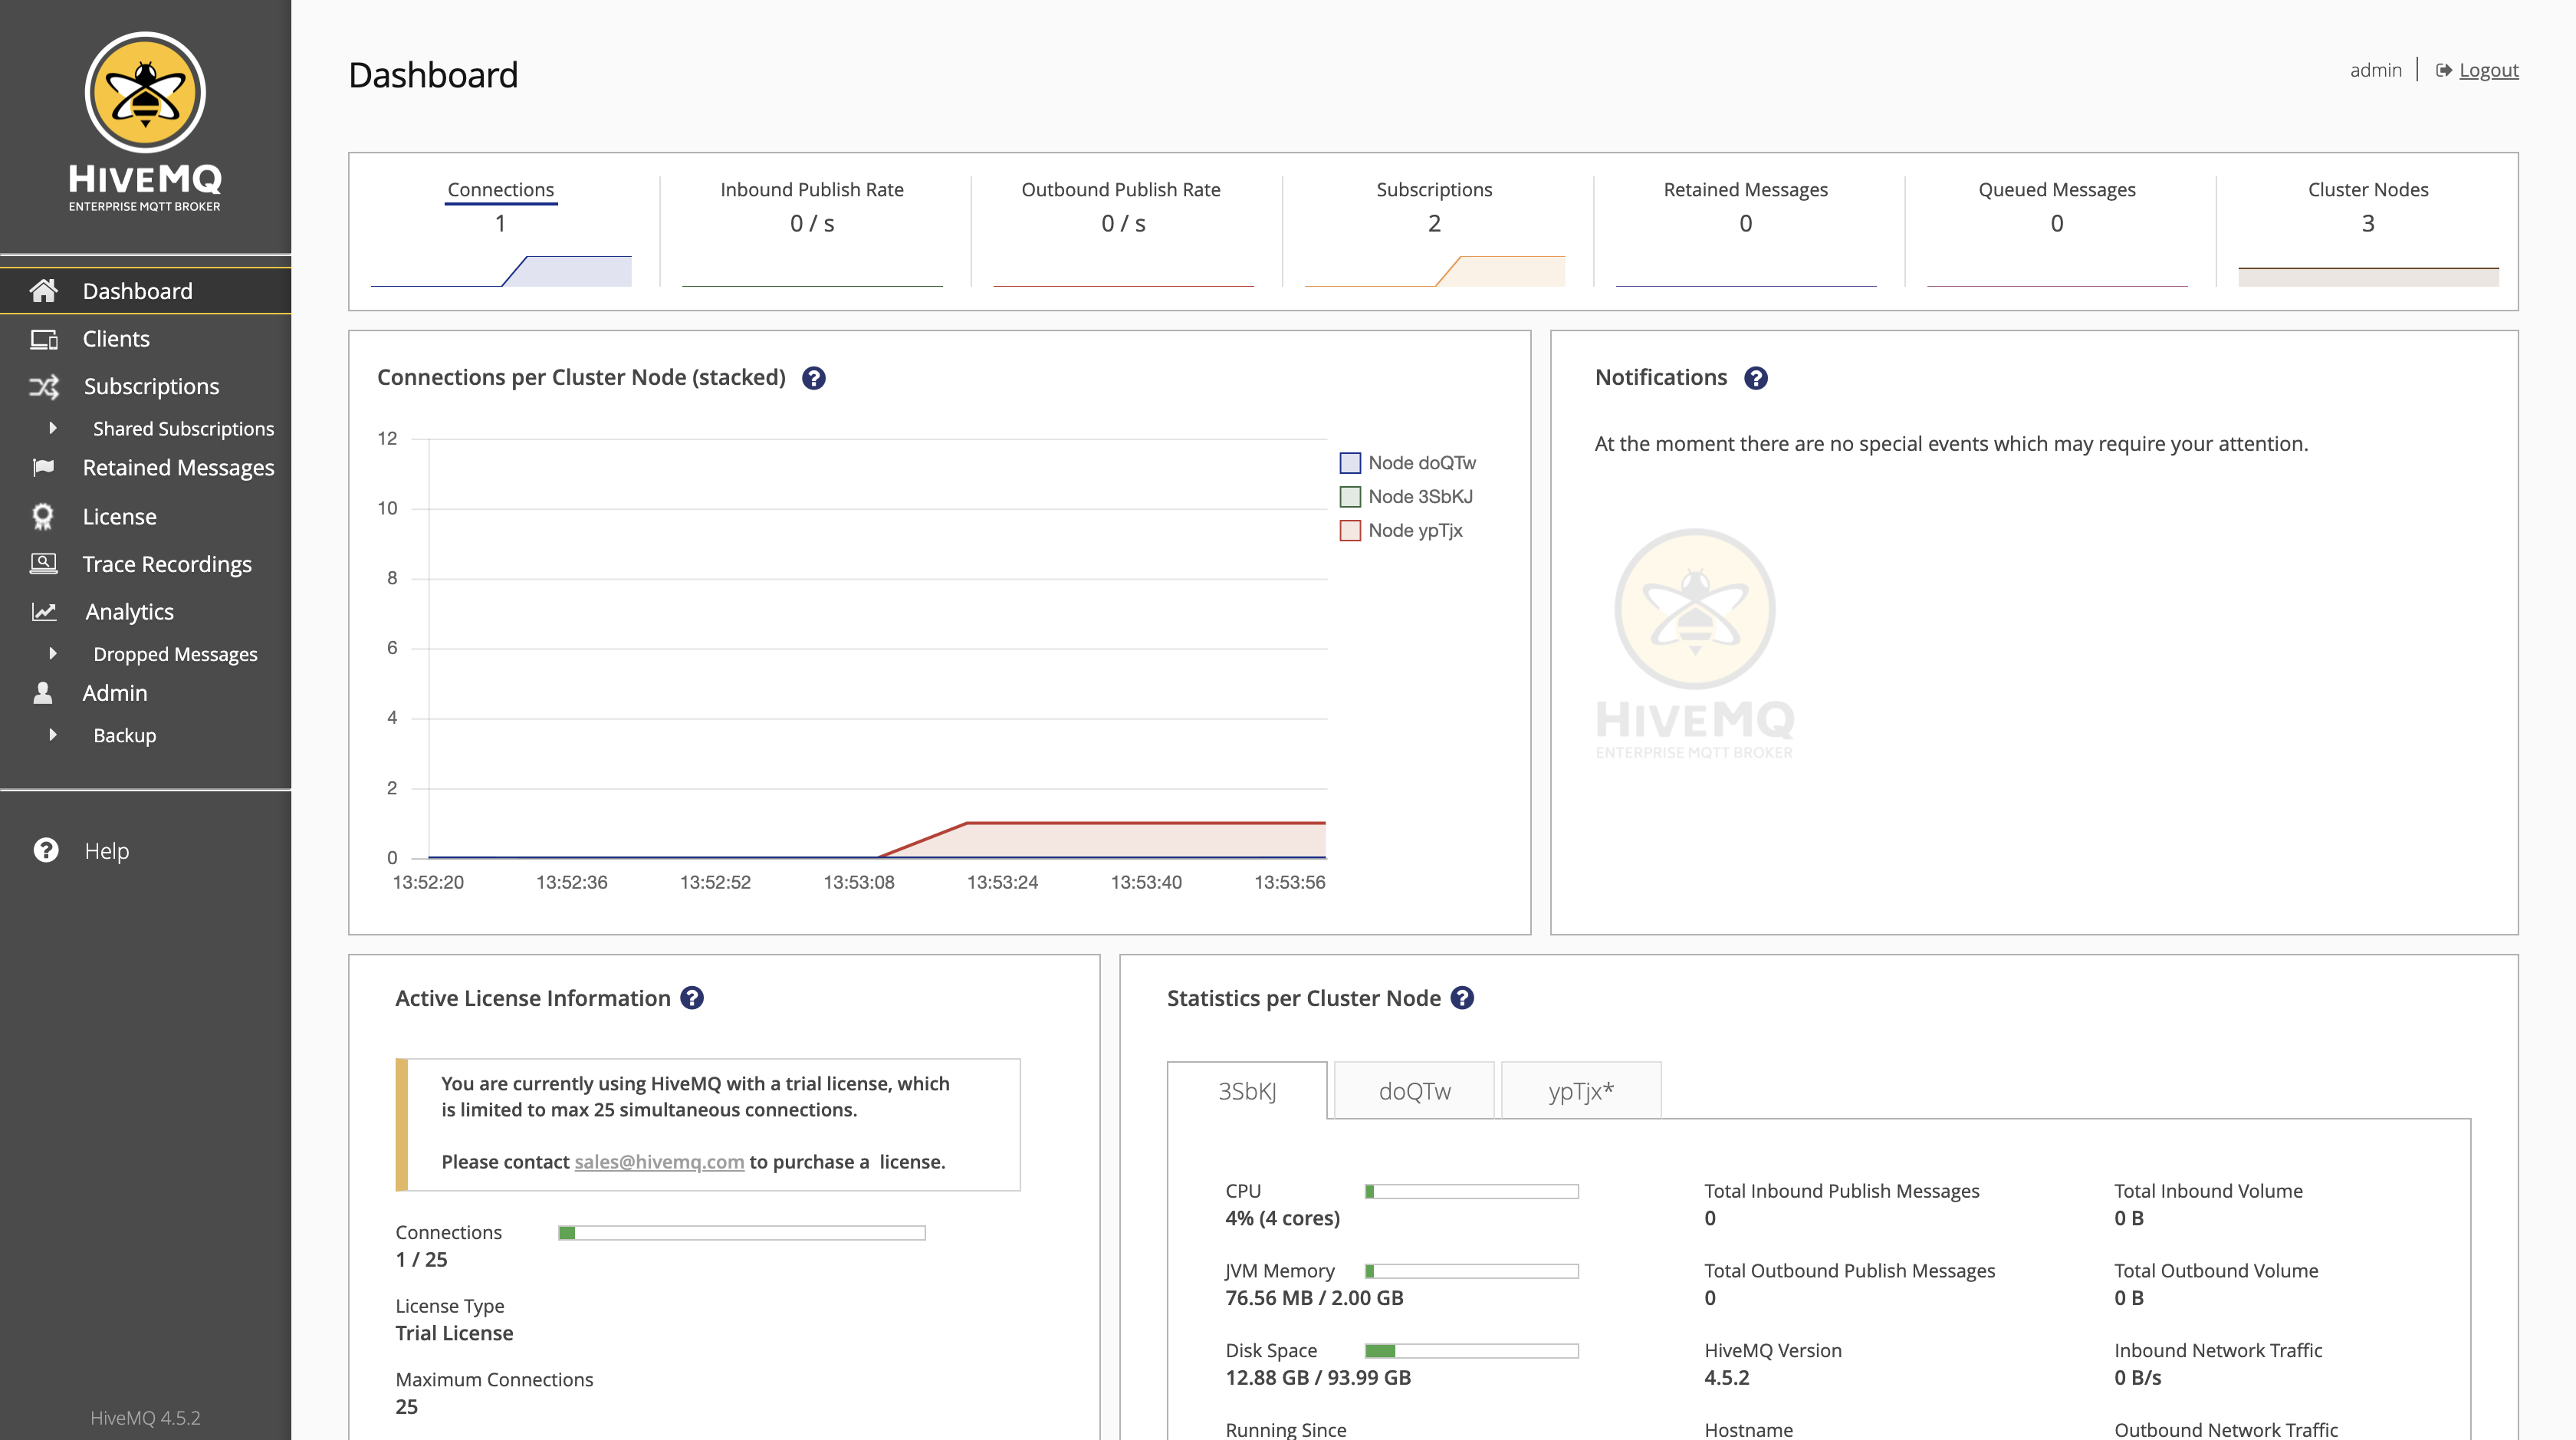 HiveMQ
ENTERPRISE MQTT BROKER
Dashboard
Clients
Subscriptions
Shared Subscriptions
Retained Messages
License
Trace Recordings
Analytics
Dropped Messages
Admin
Backup
Help
HiveMQ 4.5.2
Dashboard
admin
Logout
Connections
1
Inbound Publish Rate
0 / s
Outbound Publish Rate
0 / s
Subscriptions
2
Retained Messages
0
Queued Messages
0
Cluster Nodes
3
Connections per Cluster Node (stacked) ?
12
10
8
6
4
2
0
13:52:20 13:52:36 13:52:52 13:53:08 13:53:24 13:53:40 13:53:56
Node doQTw
Node 3SbKJ
Node ypTjx
Notifications ?
At the moment there are no special events which may require your attention.
HiveMQ
ENTERPRISE MQTT BROKER
Active License Information ?
You are currently using HiveMQ with a trial license, which
is limited to max 25 simultaneous connections.
Please contact sales@hivemq.com to purchase a license.
Connections
1 / 25
License Type
Trial License
Maximum Connections
25
Statistics per Cluster Node ?
3SbKJ
doQTw
ypTjx*
CPU
4% (4 cores)
JVM Memory
76.56 MB / 2.00 GB
Disk Space
12.88 GB / 93.99 GB
Running Since
Total Inbound Publish Messages
0
Total Outbound Publish Messages
0
HiveMQ Version
4.5.2
Hostname
Total Inbound Volume
0 B
Total Outbound Volume
0 B
Inbound Network Traffic
0 B/s
Outbound Network Traffic